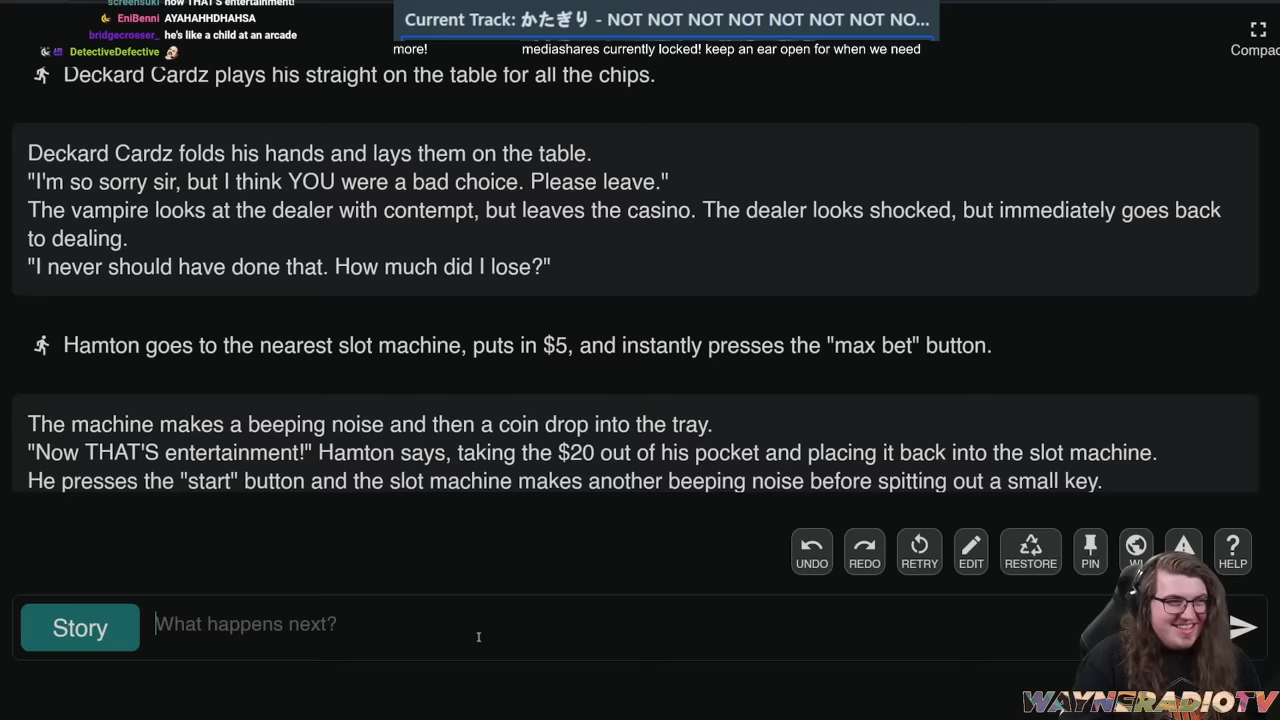 screensuki now THAT'S entertainment!
EniBenni AYAHAHHDHAHSA
bridgecrosser_ he's like a child at an arcade
DetectiveDefective
Current Track: かたぎり - NOT NOT NOT NOT NOT NOT NO...
more! mediashares currently locked! keep an ear open for when we need
Compac
Deckard Cardz plays his straight on the table for all the chips.
Deckard Cardz folds his hands and lays them on the table.
"I'm so sorry sir, but I think YOU were a bad choice. Please leave."
The vampire looks at the dealer with contempt, but leaves the casino. The dealer looks shocked, but immediately goes back
to dealing.
"I never should have done that. How much did I lose?"
Hamton goes to the nearest slot machine, puts in $5, and instantly presses the "max bet" button.
The machine makes a beeping noise and then a coin drop into the tray.
"Now THAT'S entertainment!" Hamton says, taking the $20 out of his pocket and placing it back into the slot machine.
He presses the "start" button and the slot machine makes another beeping noise before spitting out a small key.
UNDO REDO RETRY EDIT RESTORE PIN WI HELP
Story What happens next?
WAYNERADIOTV